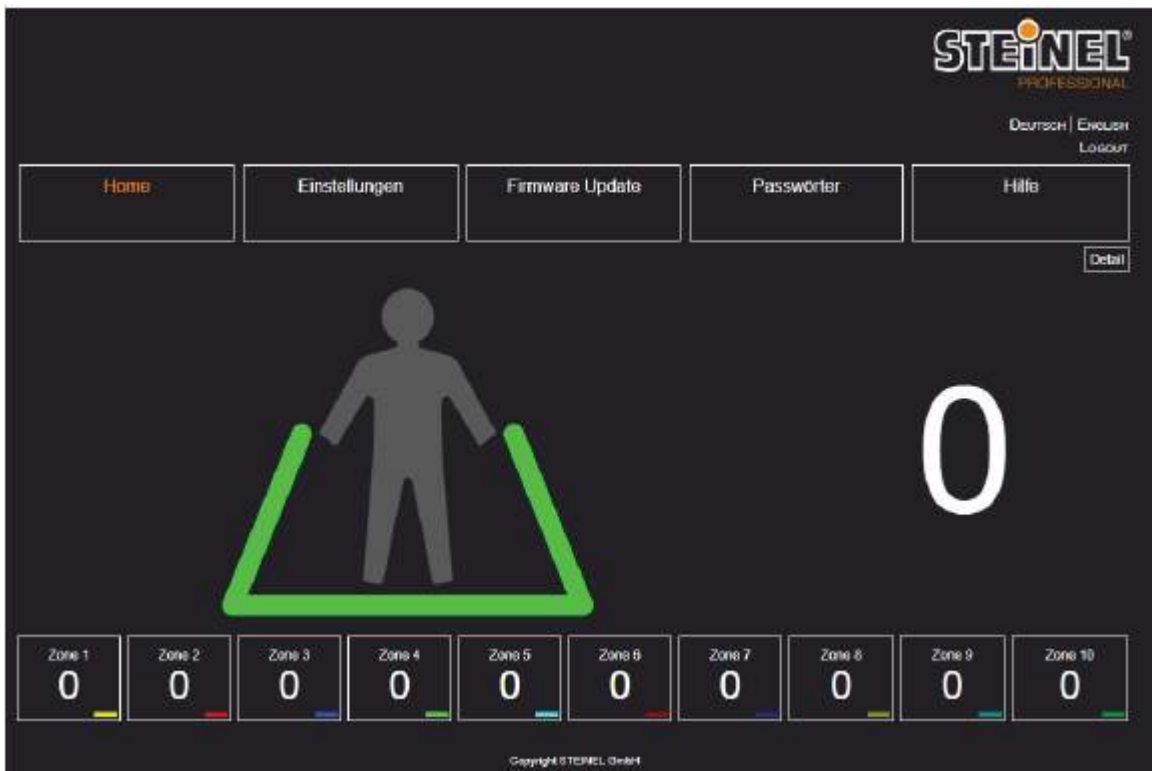 STEINEL®
PROFESSIONAL
DEUTSCH | ENGLISH
LOGOUT
Home Einstellungen Firmware Update Passwörter Hilfe
Detail
0
Zone 1 Zone 2 Zone 3 Zone 4 Zone 5 Zone 6 Zone 7 Zone 8 Zone 9 Zone 10
0 0 0 0 0 0 0 0 0 0
Copyright STEINEL GmbH